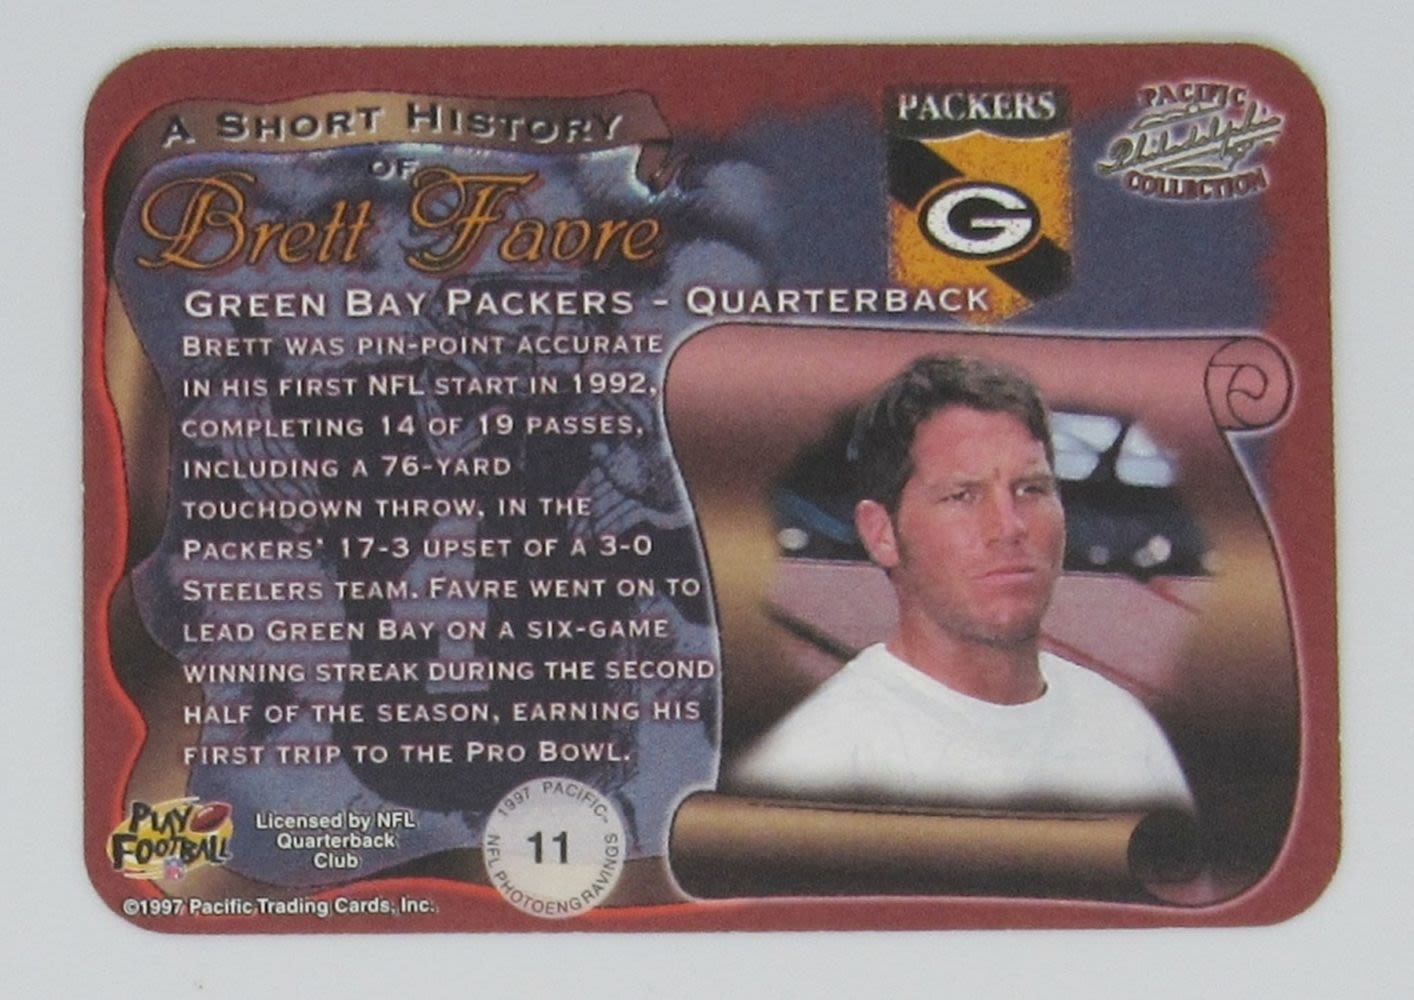 A SHORT HISTORY
OF
Brett Favre
PACKERS
G
PACIFIC
Philadelphia
COLLECTION
GREEN BAY PACKERS - QUARTERBACK
BRETT WAS PIN-POINT ACCURATE
IN HIS FIRST NFL START IN 1992,
COMPLETING 14 OF 19 PASSES,
INCLUDING A 76-YARD
TOUCHDOWN THROW, IN THE
PACKERS' 17-3 UPSET OF A 3-0
STEELERS TEAM. FAVRE WENT ON TO
LEAD GREEN BAY ON A SIX-GAME
WINNING STREAK DURING THE SECOND
HALF OF THE SEASON, EARNING HIS
FIRST TRIP TO THE PRO BOWL.
PLAY
FOOTBALL
Licensed by NFL
Quarterback
Club
1997 PACIFIC™
11
NFL PHOTOENGRAVINGS
©1997 Pacific Trading Cards, Inc.